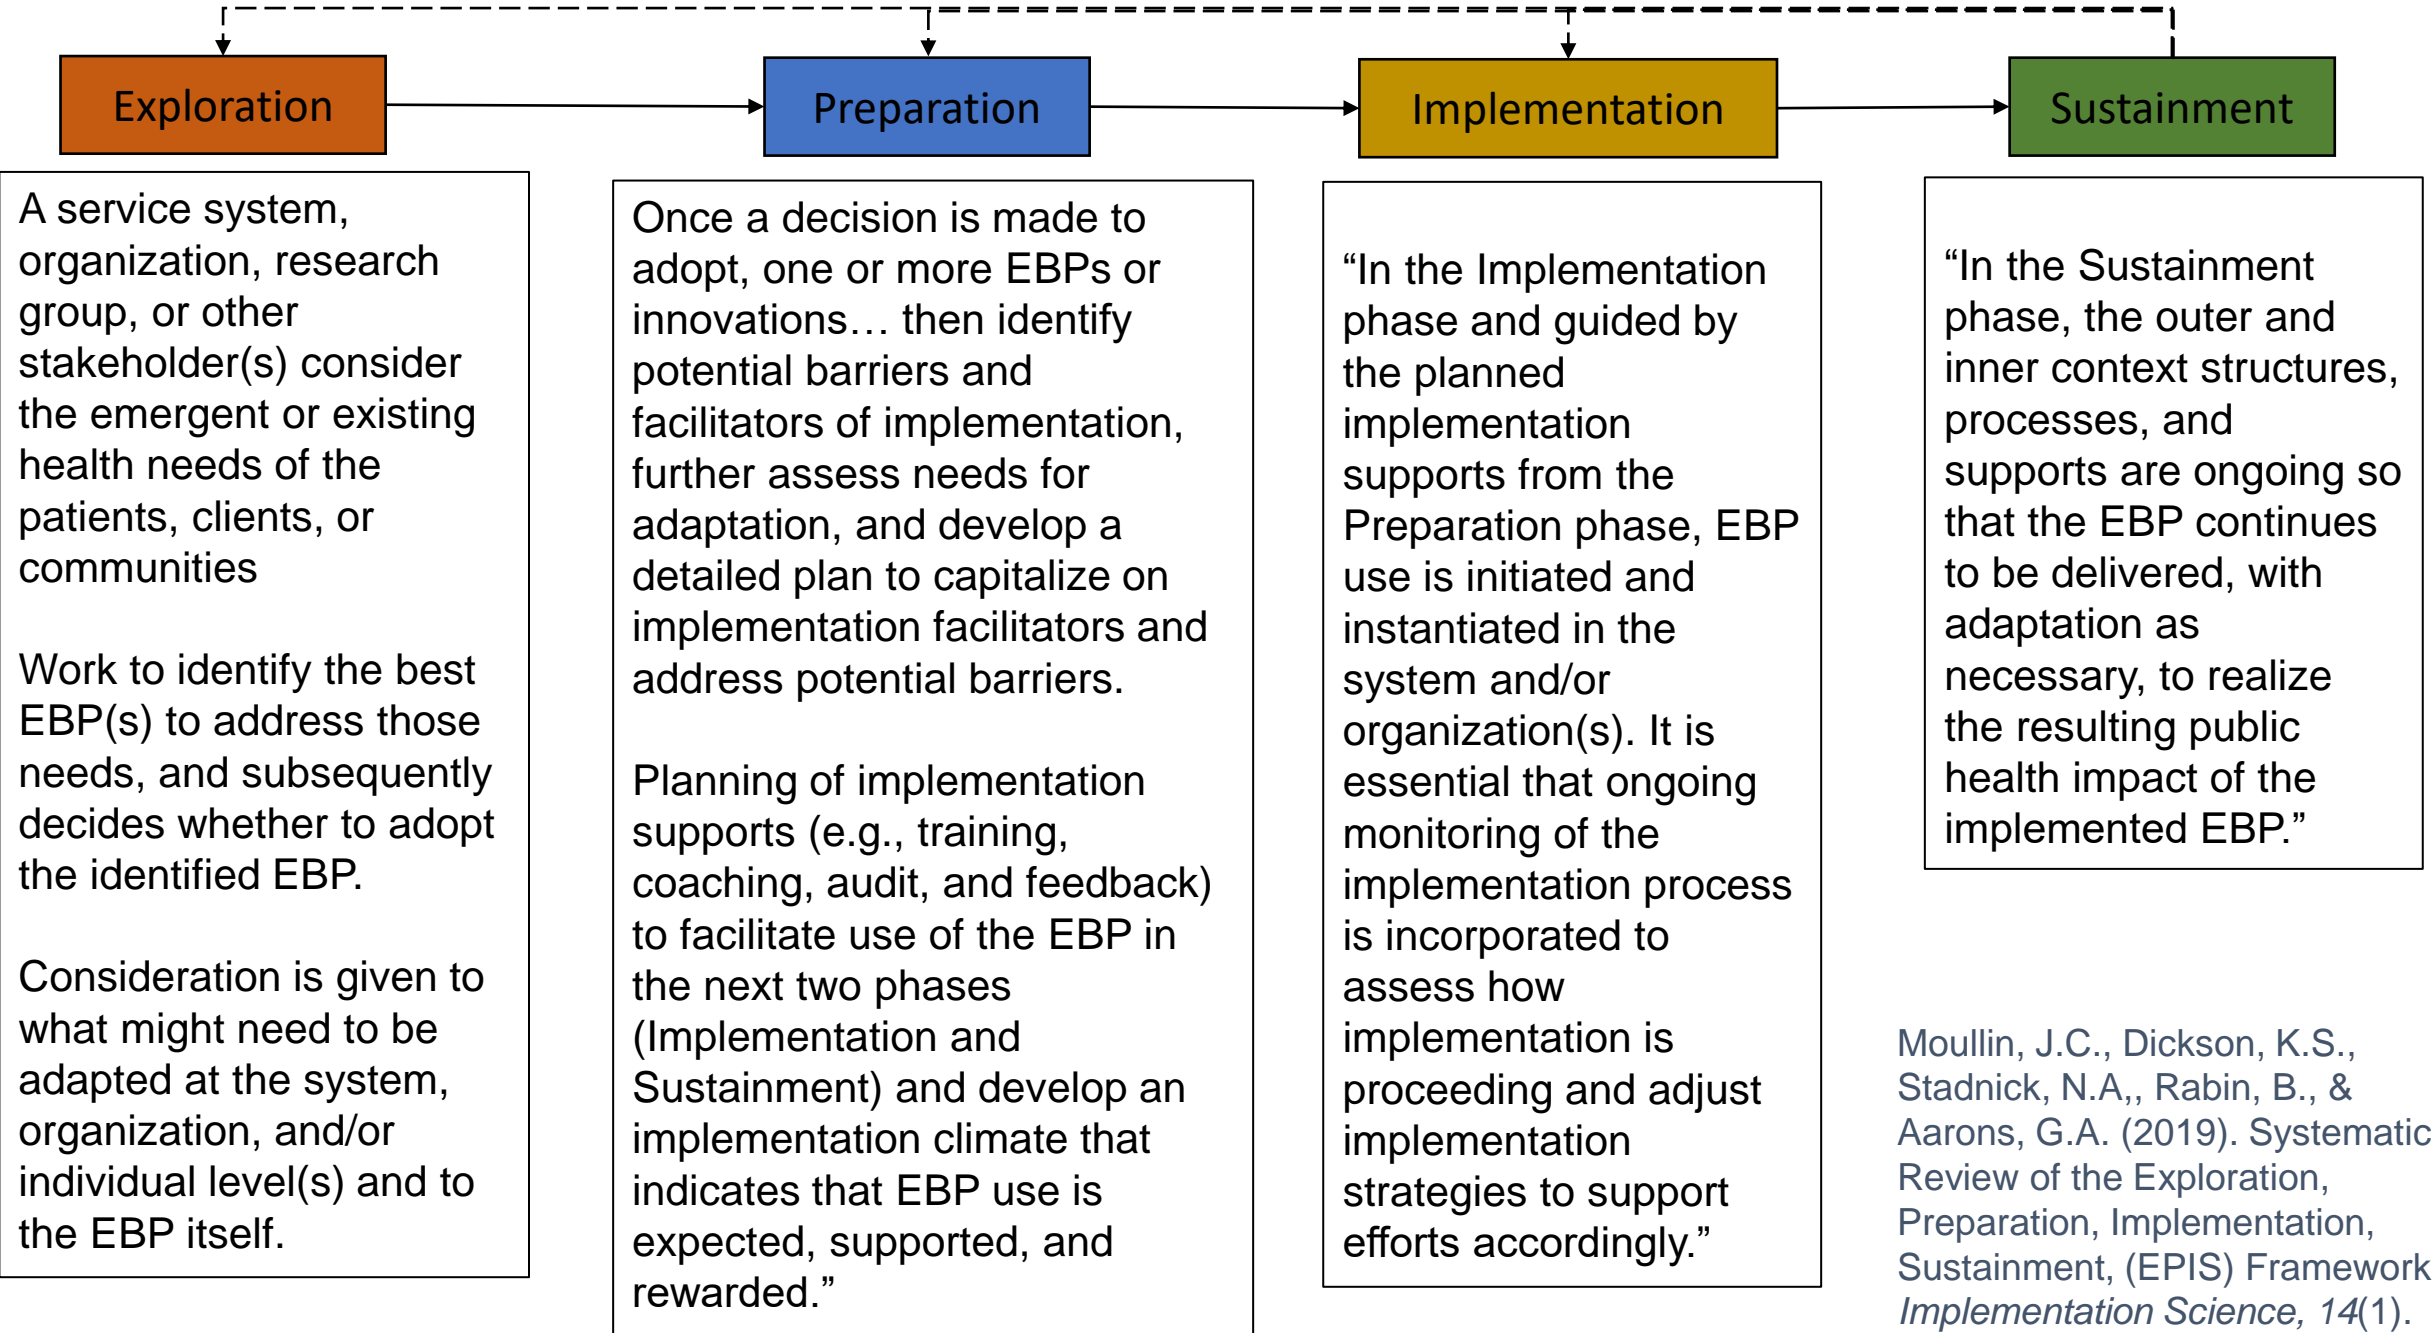 Exploration
Preparation
Implementation
Sustainment
A service system,
organization, research
group, or other
stakeholder(s) consider
the emergent or existing
health needs of the
patients, clients, or
communities
Work to identify the best
EBP(s) to address those
needs, and subsequently
decides whether to adopt
the identified EBP.
Consideration is given to
what might need to be
adapted at the system,
organization, and/or
individual level(s) and to
the EBP itself.
Once a decision is made to
adopt, one or more EBPs or
innovations… then identify
potential barriers and
facilitators of implementation,
further assess needs for
adaptation, and develop a
detailed plan to capitalize on
implementation facilitators and
address potential barriers.
Planning of implementation
supports (e.g., training,
coaching, audit, and feedback)
to facilitate use of the EBP in
the next two phases
(Implementation and
Sustainment) and develop an
implementation climate that
indicates that EBP use is
expected, supported, and
rewarded.”
“In the Implementation
phase and guided by
the planned
implementation
supports from the
Preparation phase, EBP
use is initiated and
instantiated in the
system and/or
organization(s). It is
essential that ongoing
monitoring of the
implementation process
is incorporated to
assess how
implementation is
proceeding and adjust
implementation
strategies to support
efforts accordingly.”
“In the Sustainment
phase, the outer and
inner context structures,
processes, and
supports are ongoing so
that the EBP continues
to be delivered, with
adaptation as
necessary, to realize
the resulting public
health impact of the
implemented EBP.”
Moullin, J.C., Dickson, K.S.,
Stadnick, N.A,, Rabin, B., &
Aarons, G.A. (2019). Systematic
Review of the Exploration,
Preparation, Implementation,
Sustainment, (EPIS) Framework
Implementation Science, 14(1).